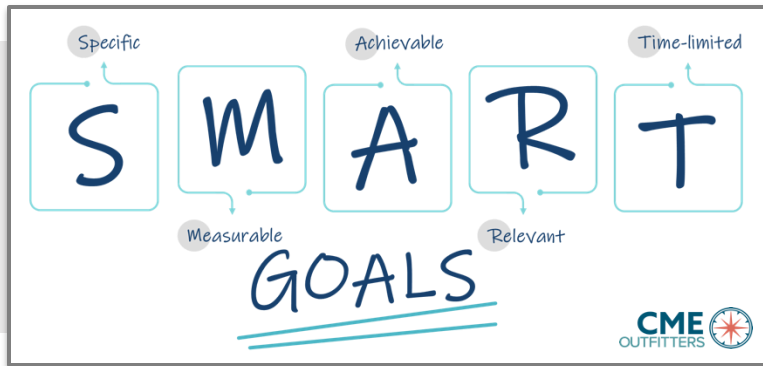 Specific
Achievable
Time-limited
S M A R T
Measurable
Relevant
GOALS
CME
OUTFITTERS